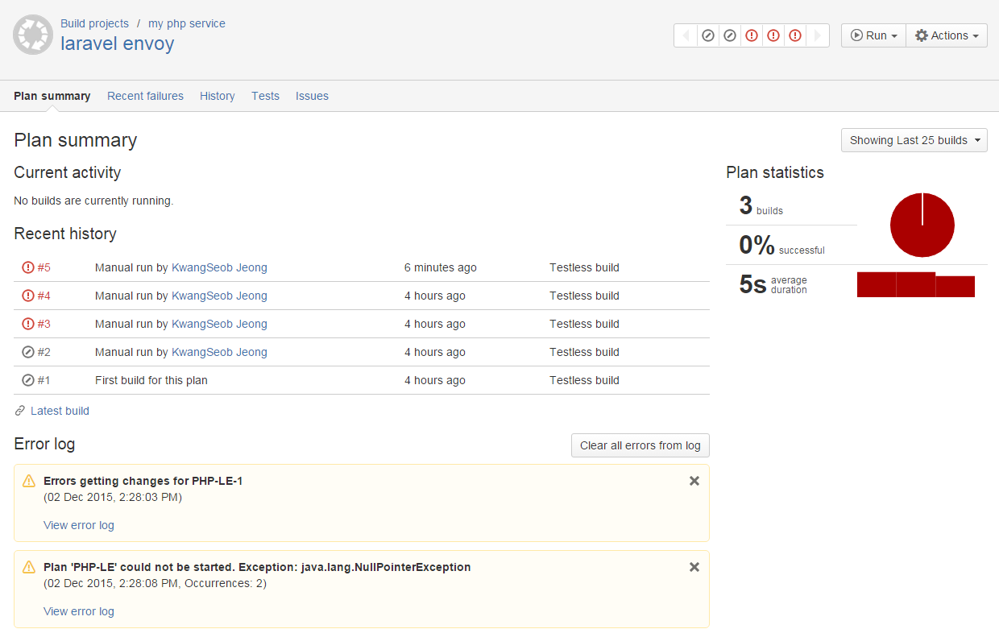 Build projects / my php service
laravel envoy
Run
Actions
Plan summary Recent failures History Tests Issues
Plan summary
Showing Last 25 builds
Current activity
No builds are currently running.
Recent history
#5 Manual run by KwangSeob Jeong 6 minutes ago Testless build
#4 Manual run by KwangSeob Jeong 4 hours ago Testless build
#3 Manual run by KwangSeob Jeong 4 hours ago Testless build
#2 Manual run by KwangSeob Jeong 4 hours ago Testless build
#1 First build for this plan 4 hours ago Testless build
Latest build
Error log
Clear all errors from log
Errors getting changes for PHP-LE-1
(02 Dec 2015, 2:28:03 PM)
View error log
Plan 'PHP-LE' could not be started. Exception: java.lang.NullPointerException
(02 Dec 2015, 2:28:08 PM, Occurrences: 2)
View error log
Plan statistics
3 builds
0% successful
5s average
duration